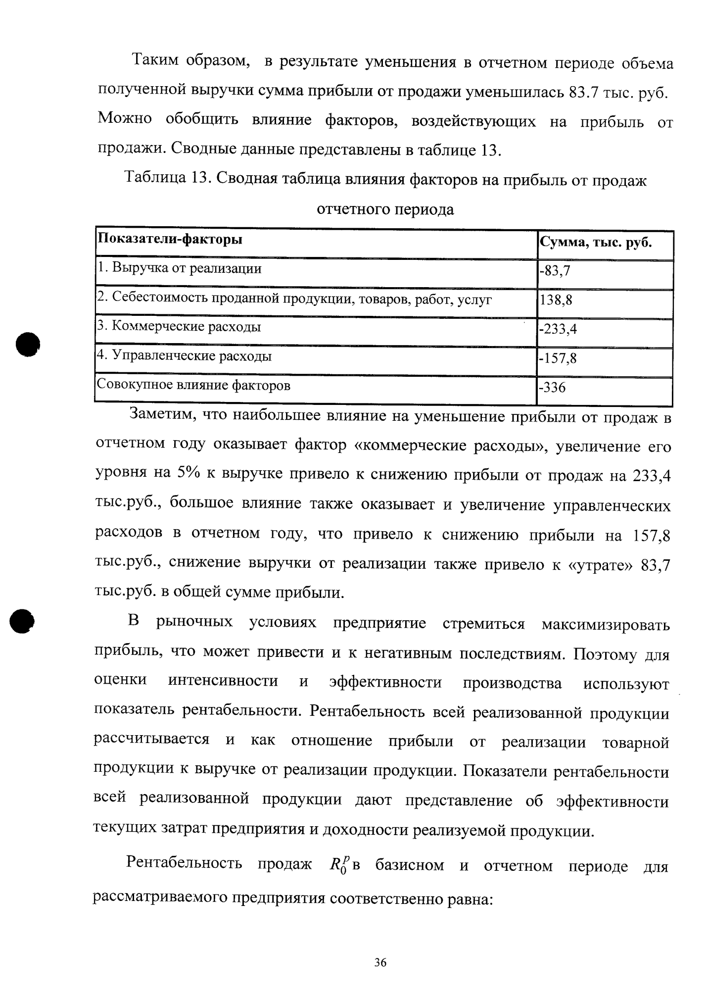 Таким образом, в результате уменьшения в отчетном периоде объема
полученной выручки сумма прибыли от продажи уменьшилась 83.7 тыс. руб.
Можно обобщить влияние факторов, воздействующих на прибыль от
продажи. Сводные данные представлены в таблице 13.
Таблица 13. Сводная таблица влияния факторов на прибыль от продаж
отчетного периода
Показатели-факторы Сумма, тыс. руб.
1. Выручка от реализации -83,7
2. Себестоимость проданной продукции, товаров, работ, услуг 138,8
3. Коммерческие расходы -233,4
4. Управленческие расходы -157,8
Совокупное влияние факторов -336
Заметим, что наибольшее влияние на уменьшение прибыли от продаж в
отчетном году оказывает фактор «коммерческие расходы», увеличение его
уровня на 5% к выручке привело к снижению прибыли от продаж на 233,4
тыс.руб., большое влияние также оказывает и увеличение управленческих
расходов в отчетном году, что привело к снижению прибыли на 157,8
тыс.руб., снижение выручки от реализации также привело к «утрате» 83,7
тыс.руб. в общей сумме прибыли.
В рыночных условиях предприятие стремиться максимизировать
прибыль, что может привести и к негативным последствиям. Поэтому для
оценки интенсивности и эффективности производства используют
показатель рентабельности. Рентабельность всей реализованной продукции
рассчитывается и как отношение прибыли от реализации товарной
продукции к выручке от реализации продукции. Показатели рентабельности
всей реализованной продукции дают представление об эффективности
текущих затрат предприятия и доходности реализуемой продукции.
Рентабельность продаж $R_0^p$ в базисном и отчетном периоде для
рассматриваемого предприятия соответственно равна:
36